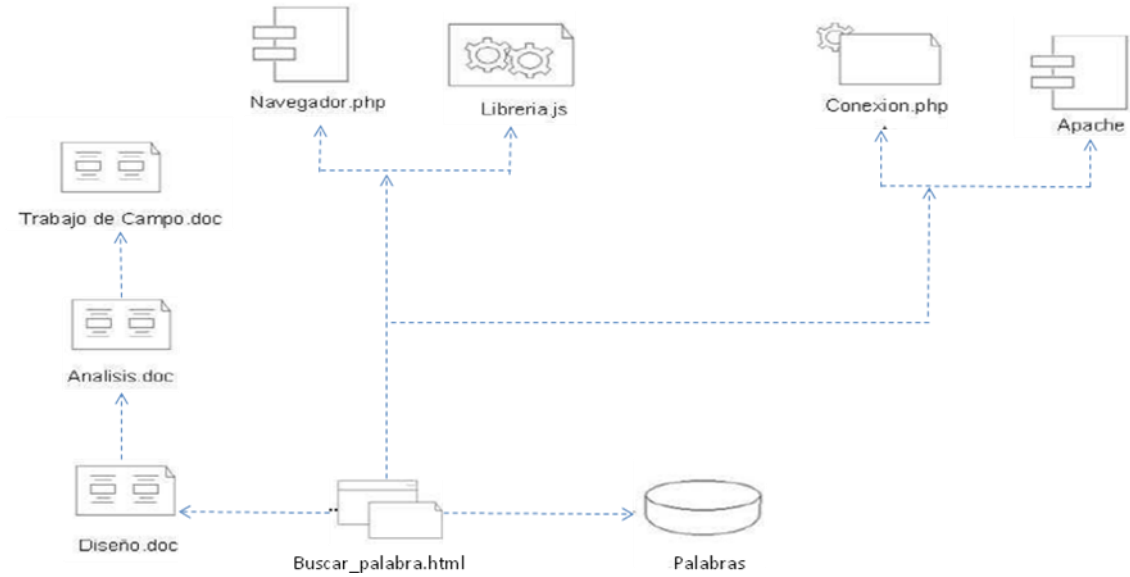 Navegador.php
Libreria.js
Conexion.php
Apache
Trabajo de Campo.doc
Analisis.doc
Diseño.doc
Buscar_palabra.html
Palabras